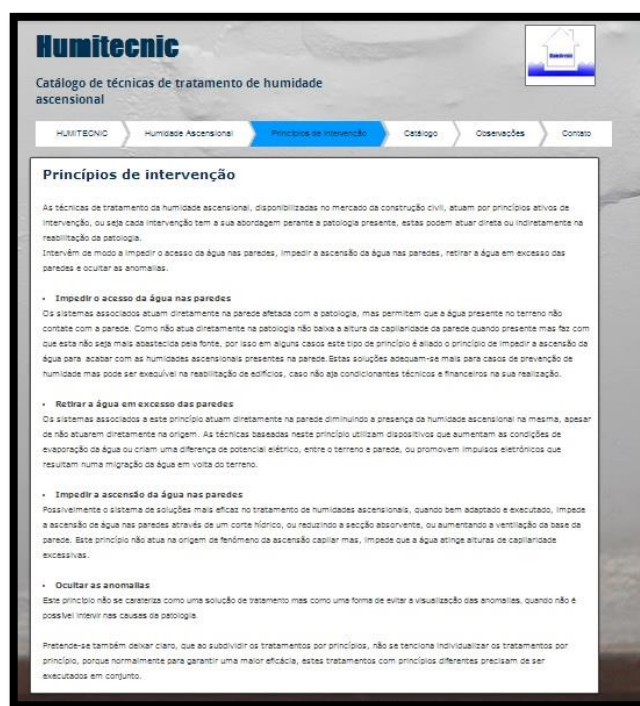 Humitecnic
Catálogo de técnicas de tratamento de humidade
ascensional
Humitecnic
HUMITECNIC
Humidade Ascensional
Princípios de intervenção
Catálogo
Observações
Contato
Princípios de intervenção
As técnicas de tratamento da humidade ascensional, disponibilizadas no mercado da construção civil, atuam por princípios ativos de
intervenção, ou seja cada intervenção tem a sua abordagem perante a patologia presente, estas podem atuar direta ou indiretamente na
reabilitação da patologia.
Intervêm de modo a impedir o acesso da água nas paredes, impedir a ascensão da água nas paredes, retirar a água em excesso das
paredes e ocultar as anomalias.
• Impedir o acesso da água nas paredes
Os sistemas associados atuam diretamente na parede afetada com a patologia, mas permitem que a água presente no terreno não
contate com a parede. Como não atua diretamente na patologia não baixa a altura da capilaridade da parede quando presente mas faz com
que esta não seja mais abastecida pela fonte, por isso em alguns casos este tipo de princípio é aliado o princípio de impedir a ascensão da
água para acabar com as humidades ascensionais presentes na parede.Estas soluções adequam-se mais para casos de prevenção de
humidade mas pode ser exequível na reabilitação de edifícios, caso não aja condicionantes técnicos e financeiros na sua realização.
• Retirar a água em excesso das paredes
Os sistemas associados a este princípio atuam diretamente na parede diminuindo a presença da humidade ascensional na mesma, apesar
de não atuarem diretamente na origem. As técnicas baseadas neste princípio utilizam dispositivos que aumentam as condições de
evaporação da água ou criam uma diferença de potencial elétrico, entre o terreno e parede, ou promovem impulsos eletrónicos que
resultam numa migração da água em volta do terreno.
• Impedir a ascensão da água nas paredes
Possivelmente o sistema de soluções mais eficaz no tratamento de humidades ascensionais, quando bem adaptado e executado, impede
a ascensão de água nas paredes através de um corte hídrico, ou reduzindo a secção absorvente, ou aumentando a ventilação da base da
parede. Este princípio não atua na origem de fenómeno da ascensão capilar mas, impede que a água atinge alturas de capilaridade
excessivas.
• Ocultar as anomalias
Este princípio não se carateriza como uma solução de tratamento mas como uma forma de evitar a visualização das anomalias, quando não é
possível intervir nas causas da patologia.
Pretende-se também deixar claro, que ao subdividir os tratamentos por princípios, não se tenciona individualizar os tratamentos por
princípio, porque normalmente para garantir uma maior eficácia, estes tratamentos com princípios diferentes precisam de ser
executados em conjunto.